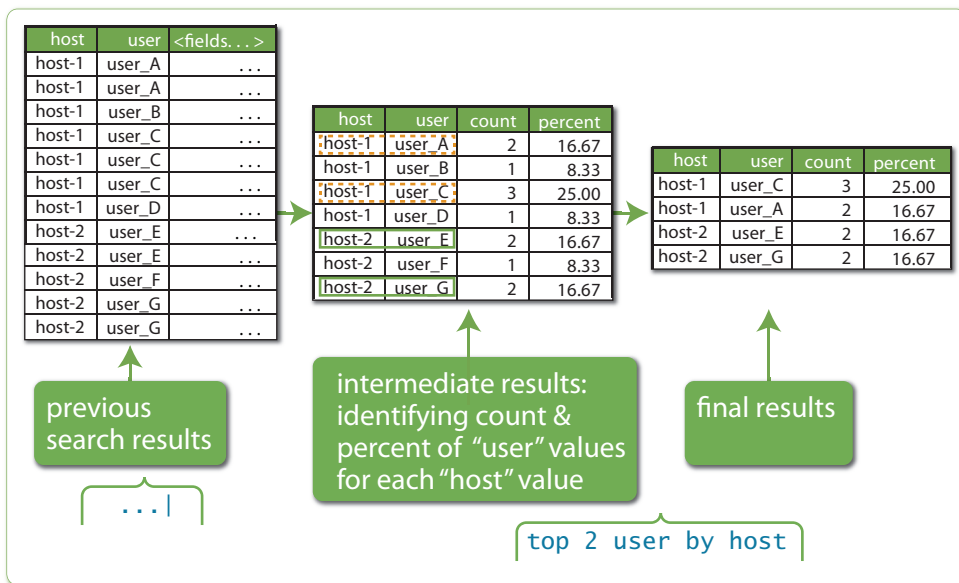 host user <fields...>
host-1 user_A ...
host-1 user_A ...
host-1 user_B ...
host-1 user_C ...
host-1 user_C ...
host-1 user_C ...
host-1 user_D ...
host-2 user_E ...
host-2 user_E ...
host-2 user_F ...
host-2 user_G ...
host-2 user_G ...
host user count percent
host-1 user_A 2 16.67
host-1 user_B 1 8.33
host-1 user_C 3 25.00
host-1 user_D 1 8.33
host-2 user_E 2 16.67
host-2 user_F 1 8.33
host-2 user_G 2 16.67
host user count percent
host-1 user_C 3 25.00
host-1 user_A 2 16.67
host-2 user_E 2 16.67
host-2 user_G 2 16.67
previous
search results
intermediate results:
identifying count &
percent of “user” values
for each “host” value
final results
...|
top 2 user by host